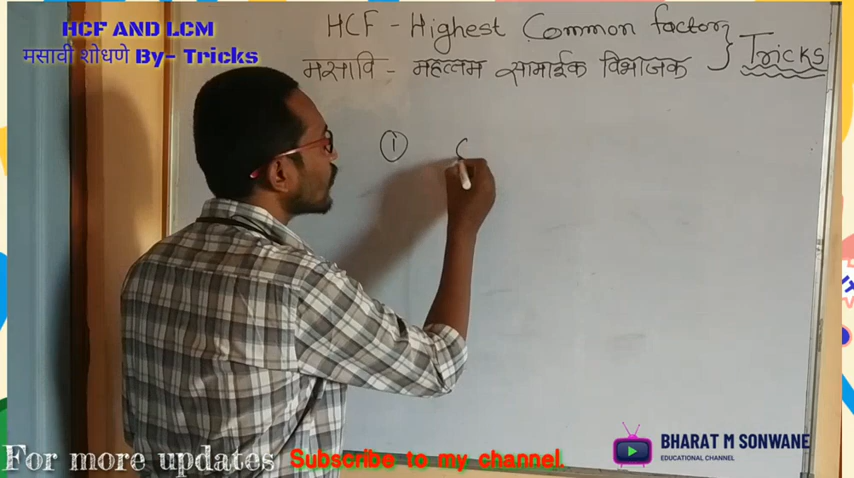 HCF AND LCM
मसावी शोधणे By- Tricks
HCF - Highest Common factor
मसावि - महत्तम सामाईक विभाजक } Tricks
①
BHARAT M SONWANE
EDUCATIONAL CHANNEL
For more updates Subscribe to my channel.